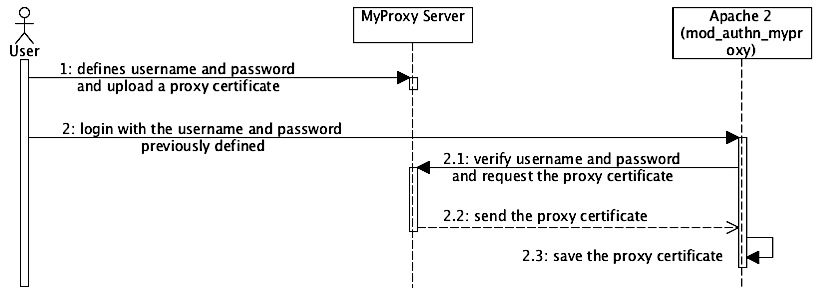 MyProxy Server
Apache 2
(mod_authn_mypr
oxy)
User
1: defines username and password
and upload a proxy certificate
2: login with the username and password
previously defined
2.1: verify username and password
and request the proxy certificate
2.2: send the proxy certificate
2.3: save the proxy certificate